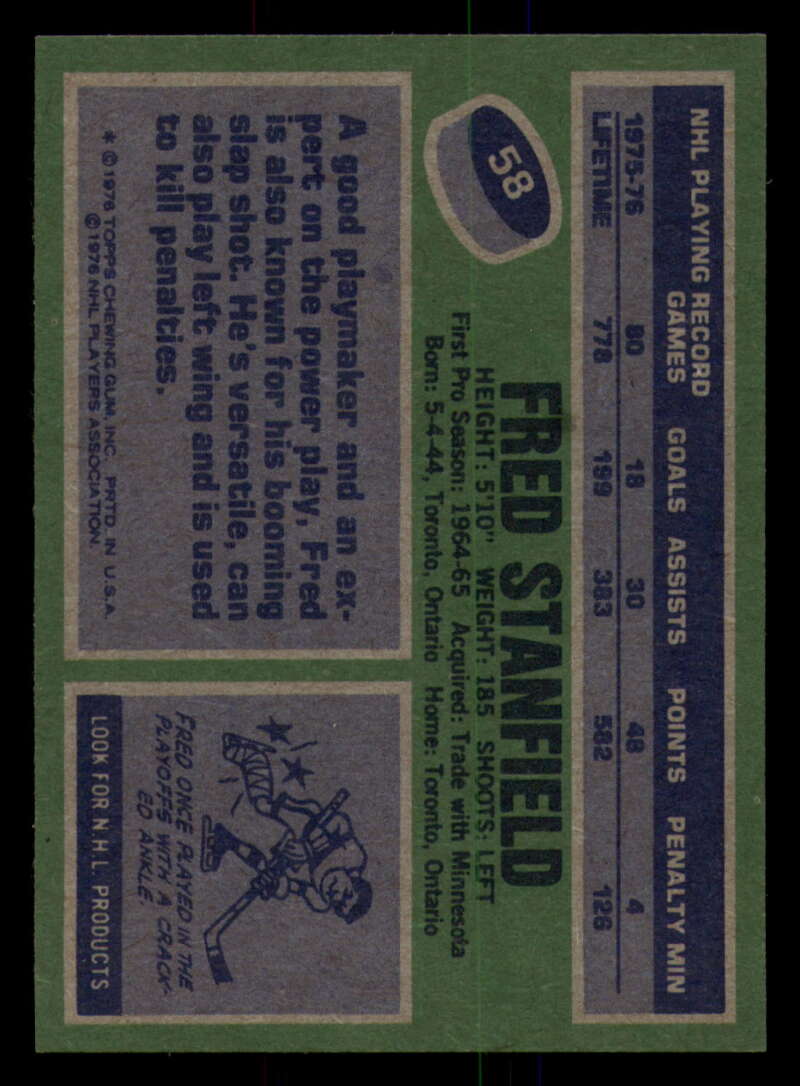 NHL PLAYING RECORD
GAMES GOALS ASSISTS POINTS PENALTY MIN
1975-76 80 18 30 48 4
LIFETIME 778 199 383 582 126
58
FRED STANFIELD
HEIGHT: 5'10" WEIGHT: 185 SHOOTS: LEFT
First Pro Season: 1964-65 Acquired: Trade with Minnesota
Born: 5-4-44, Toronto, Ontario Home: Toronto, Ontario
A good playmaker and an ex-
pert on the power play, Fred
is also known for his booming
slap shot. He's versatile, can
also play left wing and is used
to kill penalties.
* ©1976 TOPPS CHEWING GUM, INC. PRTD. IN U.S.A.
©1976 NHL PLAYERS ASSOCIATION.
FRED ONCE PLAYED IN THE
PLAYOFFS WITH A CRACK-
ED ANKLE.
LOOK FOR N.H.L. PRODUCTS